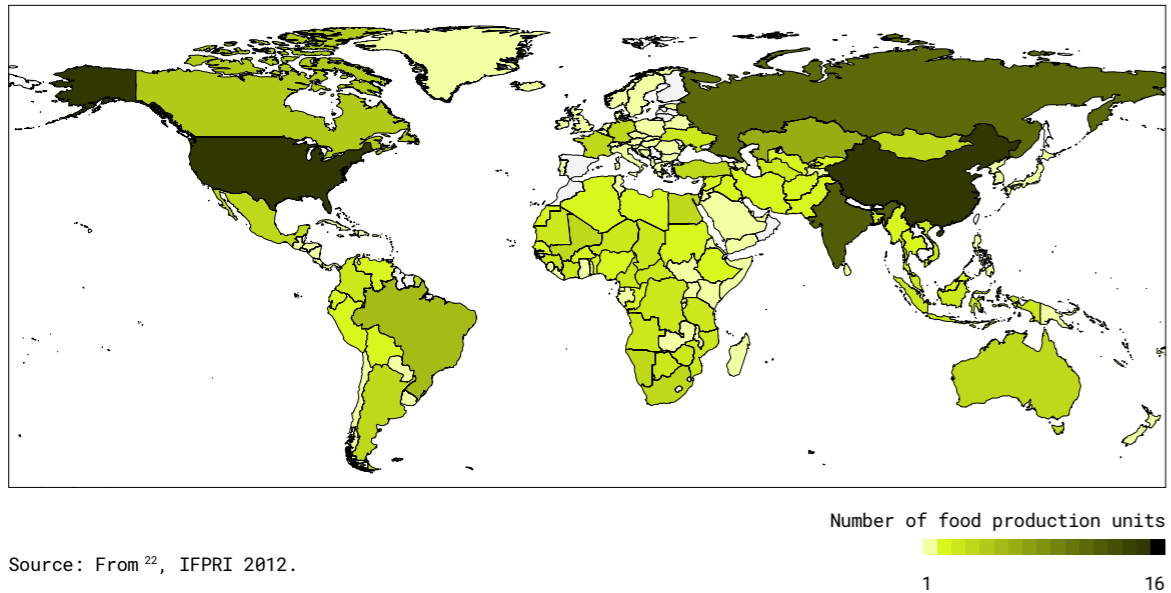 Number of food production units
Source: From 22, IFPRI 2012.
1 16